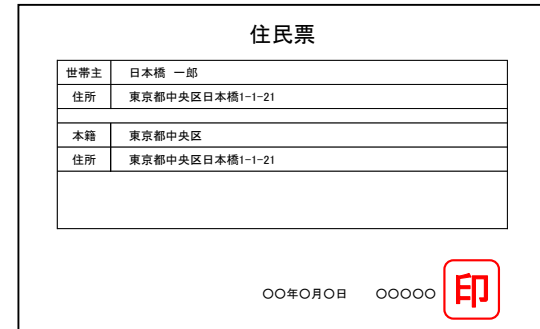 住民票
世帯主 日本橋 一郎
住所 東京都中央区日本橋1-1-21
本籍 東京都中央区
住所 東京都中央区日本橋1-1-21
〇〇年〇月〇日 〇〇〇〇〇 印